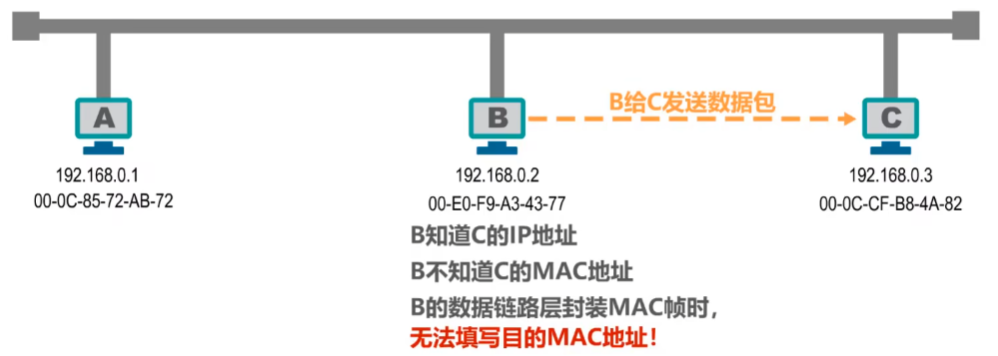 A
B
B给C发送数据包
C
192.168.0.1
00-0C-85-72-AB-72
192.168.0.2
00-E0-F9-A3-43-77
192.168.0.3
00-0C-CF-B8-4A-82
B知道C的IP地址
B不知道C的MAC地址
B的数据链路层封装MAC帧时,
无法填写目的MAC地址!